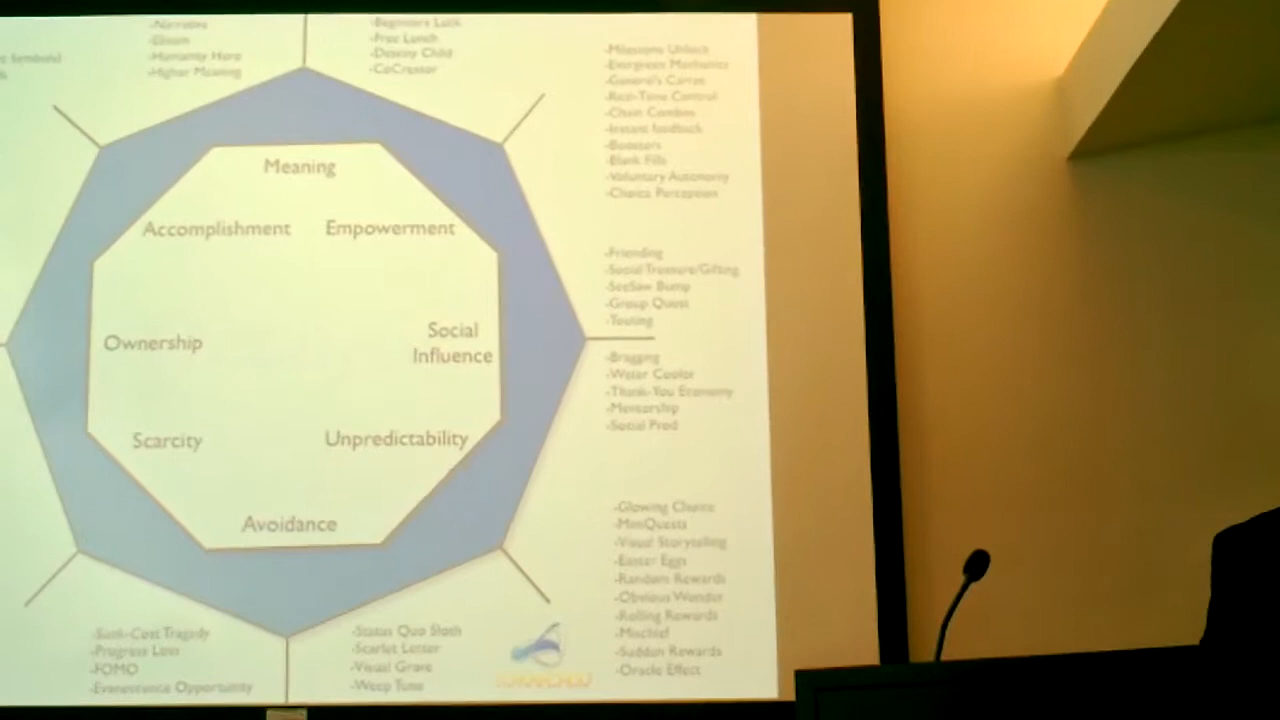 -Narrative
-Elitism
-Humanity Hero
-Higher Meaning
-Beginners Luck
-Free Lunch
-Destiny Child
-CoCreator
Meaning
Accomplishment
Empowerment
Ownership
Social
Influence
Scarcity
Unpredictability
Avoidance
-Milestone Unlock
-Evergreen Mechanics
-General's Carrot
-Real-Time Control
-Chain Combos
-Instant feedback
-Boosters
-Blank Fills
-Voluntary Autonomy
-Choice Perception
-Friending
-Social Treasure/Gifting
-SeeSaw Bump
-Group Quest
-Touting
-Bragging
-Water Cooler
-Thank-You Economy
-Mentorship
-Social Prod
-Glowing Choice
-MiniQuests
-Visual Storytelling
-Easter Eggs
-Random Rewards
-Obvious Wonder
-Rolling Rewards
-Mischief
-Sudden Rewards
-Oracle Effect
-Sunk-Cost Tragedy
-Progress Loss
-FOMO
-Evanescence Opportunity
-Status Quo Sloth
-Scarlet Letter
-Visual Grave
-Weep Tune